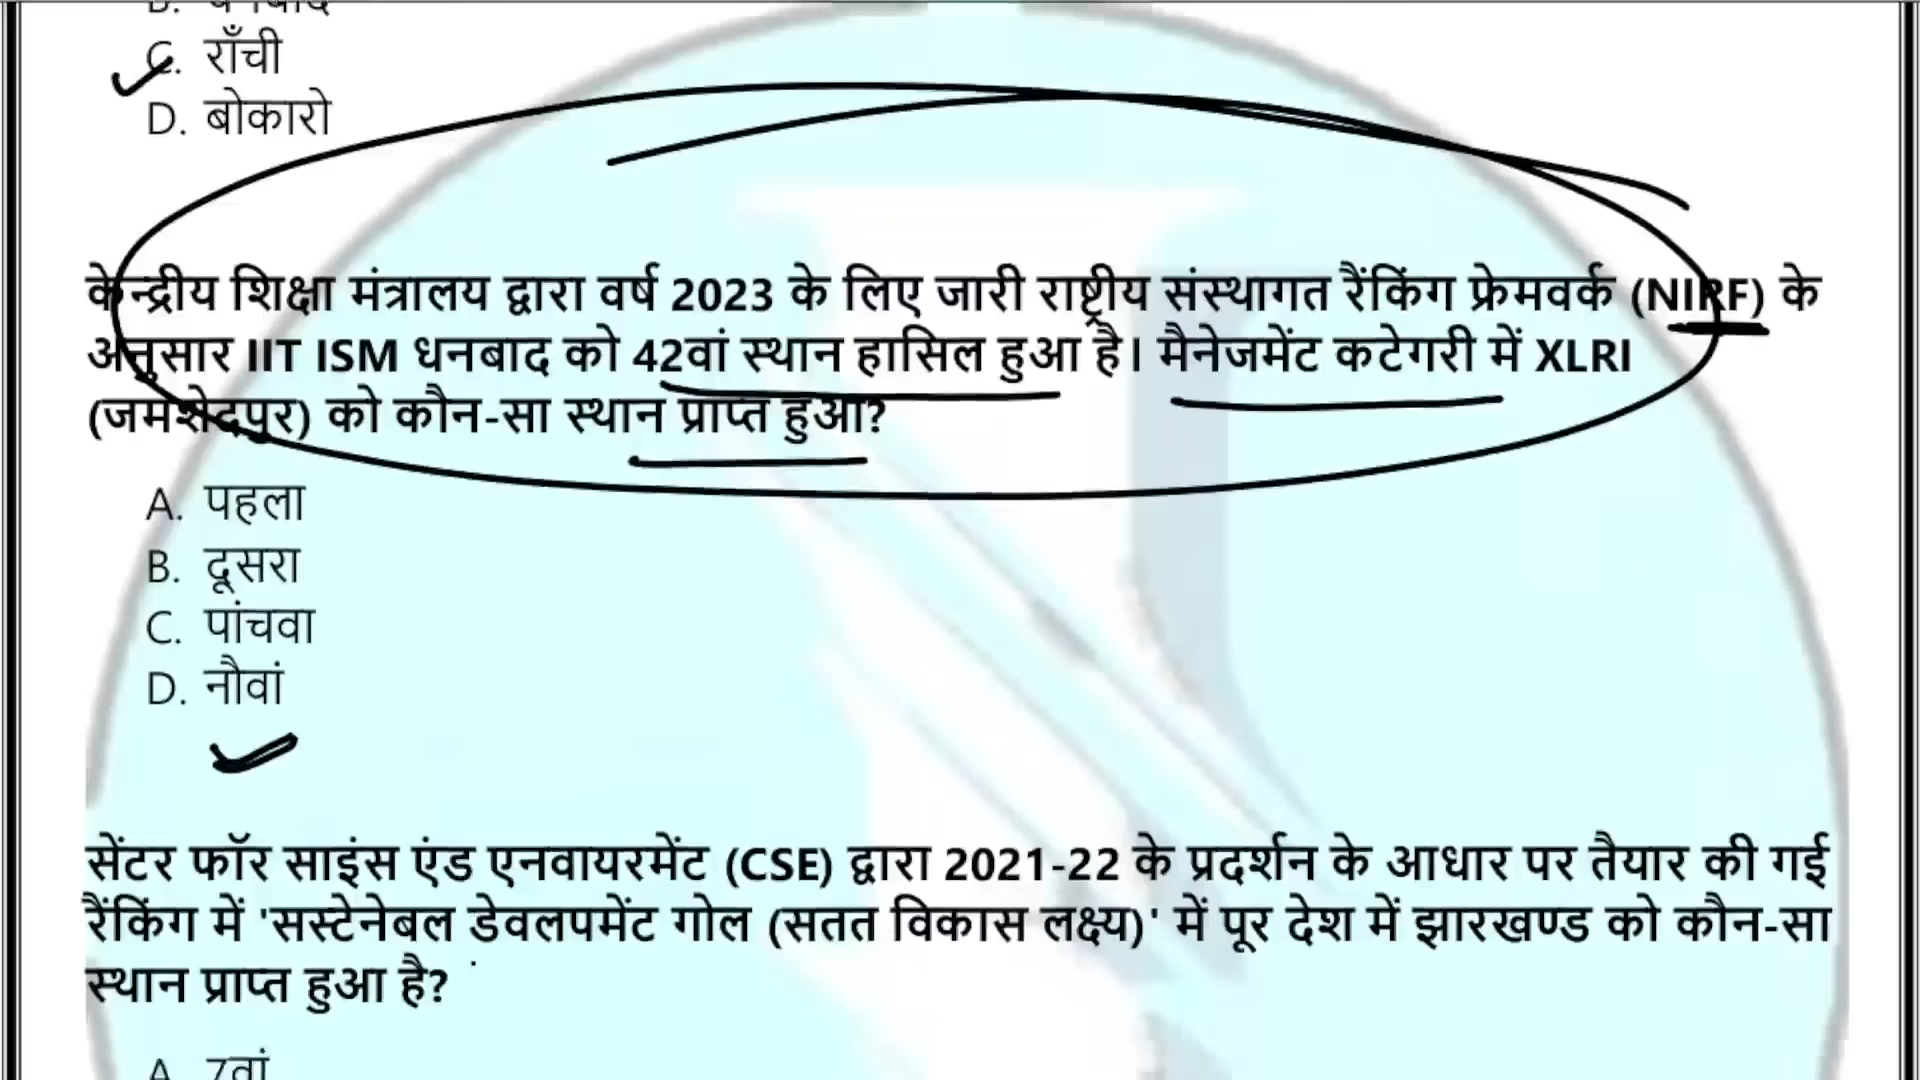 C. राँची
D. बोकारो
केन्द्रीय शिक्षा मंत्रालय द्वारा वर्ष 2023 के लिए जारी राष्ट्रीय संस्थागत रैंकिंग फ्रेमवर्क (NIRF) के
अनुसार IIT ISM धनबाद को 42वां स्थान हासिल हुआ है। मैनेजमेंट कटेगरी में XLRI
(जमशेदपुर) को कौन-सा स्थान प्राप्त हुआ?
A. पहला
B. दूसरा
C. पांचवा
D. नौवां
सेंटर फॉर साइंस एंड एनवायरमेंट (CSE) द्वारा 2021-22 के प्रदर्शन के आधार पर तैयार की गई
रैंकिंग में 'सस्टेनेबल डेवलपमेंट गोल (सतत विकास लक्ष्य)' में पूर देश में झारखण्ड को कौन-सा
स्थान प्राप्त हुआ है?
A. 7वां